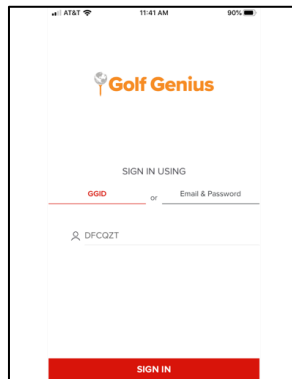 AT&T 11:41 AM 90%
Golf Genius
SIGN IN USING
GGID or Email & Password
DFCQZT
SIGN IN